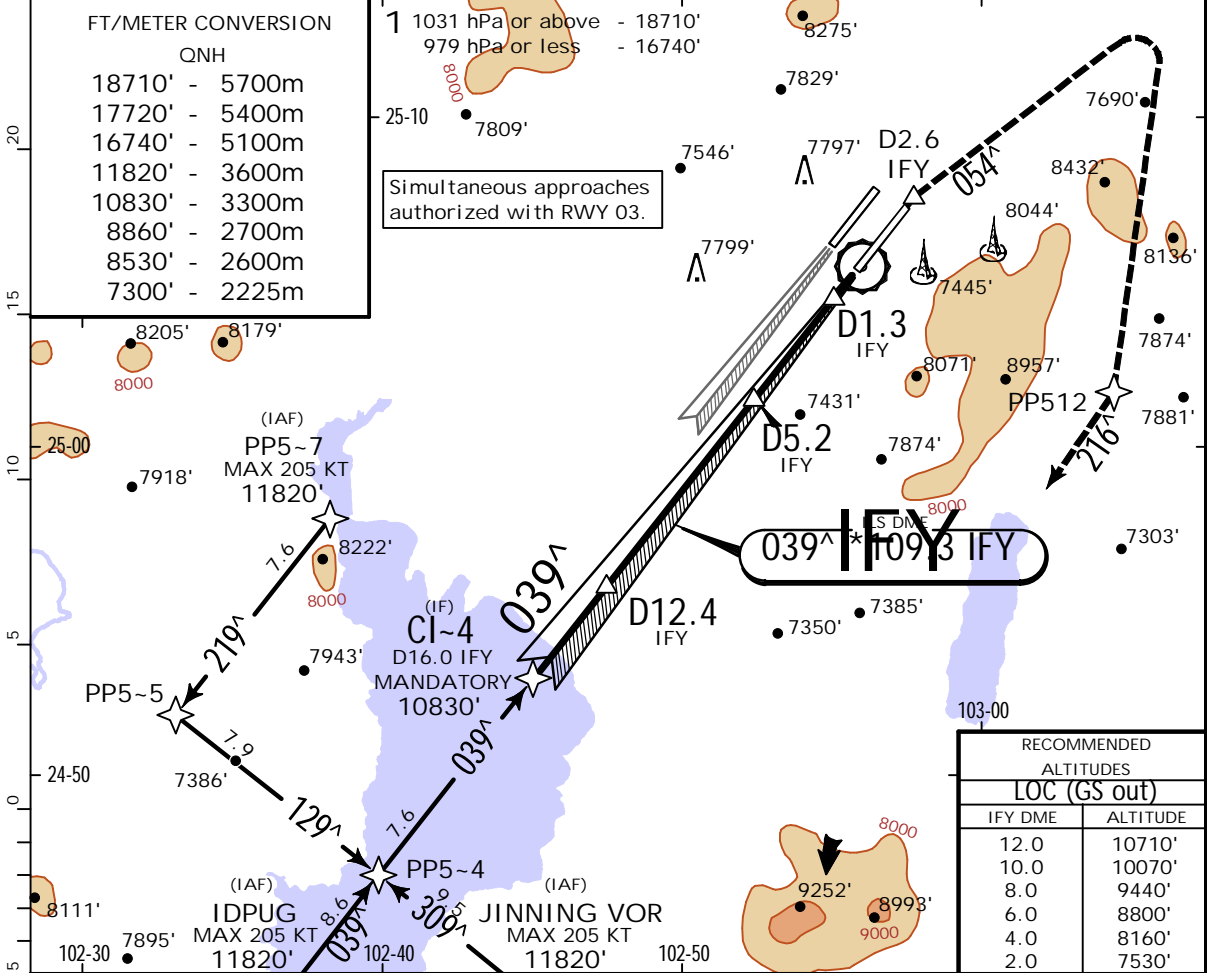 FT/METER CONVERSION
QNH
18710' - 5700m
17720' - 5400m
16740' - 5100m
11820' - 3600m
10830' - 3300m
8860' - 2700m
8530' - 2600m
7300' - 2225m
1 1031 hPa or above - 18710'
979 hPa or less - 16740'
8000
7809'
25-10
8275'
7829'
7690'
7546'
7797'
D2.6
IFY
054^
8432'
Simultaneous approaches
authorized with RWY 03.
8044'
7799'
8136'
7445'
20
15
10
5
0
5
8205'
8179'
8000
D1.3
IFY
7874'
8071'
8957'
PP512
7881'
216^
7431'
D5.2
IFY
7874'
8000
(IAF)
PP5~7
MAX 205 KT
11820'
25-00
7918'
7.6
8222'
8000
219^
ILS DME
IFY
039^ *109.3 IFY
7303'
039^
(IF)
CI~4
D16.0 IFY
MANDATORY
10830'
D12.4
IFY
7385'
7350'
7943'
PP5~5
103-00
7.9
7386'
24-50
129^
039^
7.6
PP5~4
RECOMMENDED
ALTITUDES
LOC (GS out)
IFY DME ALTITUDE
12.0 10710'
10.0 10070'
8.0 9440'
6.0 8800'
4.0 8160'
2.0 7530'
8000
9252'
8993'
9000
8111'
7895'
102-30
(IAF)
IDPUG
MAX 205 KT
11820'
8.6
039^
9.5
309^
(IAF)
JINNING VOR
MAX 205 KT
11820'
102-40
102-50